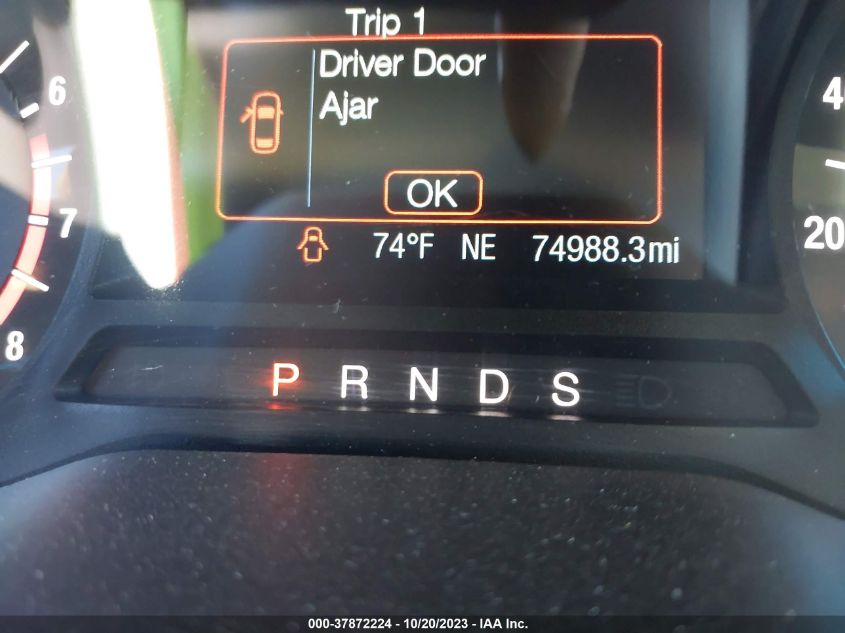 Trip 1
Driver Door
Ajar
OK
74°F NE 74988.3mi
6
7
8
40
20
P R N D S
000-37872224 - 10/20/2023 - IAA Inc.